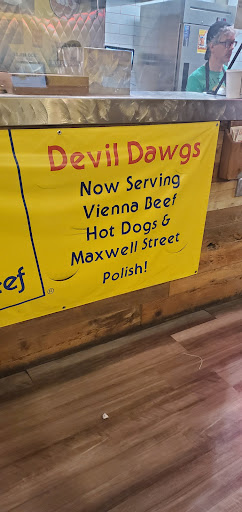 Devil Dawgs
Now Serving
Vienna Beef
Hot Dogs &
Maxwell Street
Polish!
eef
®